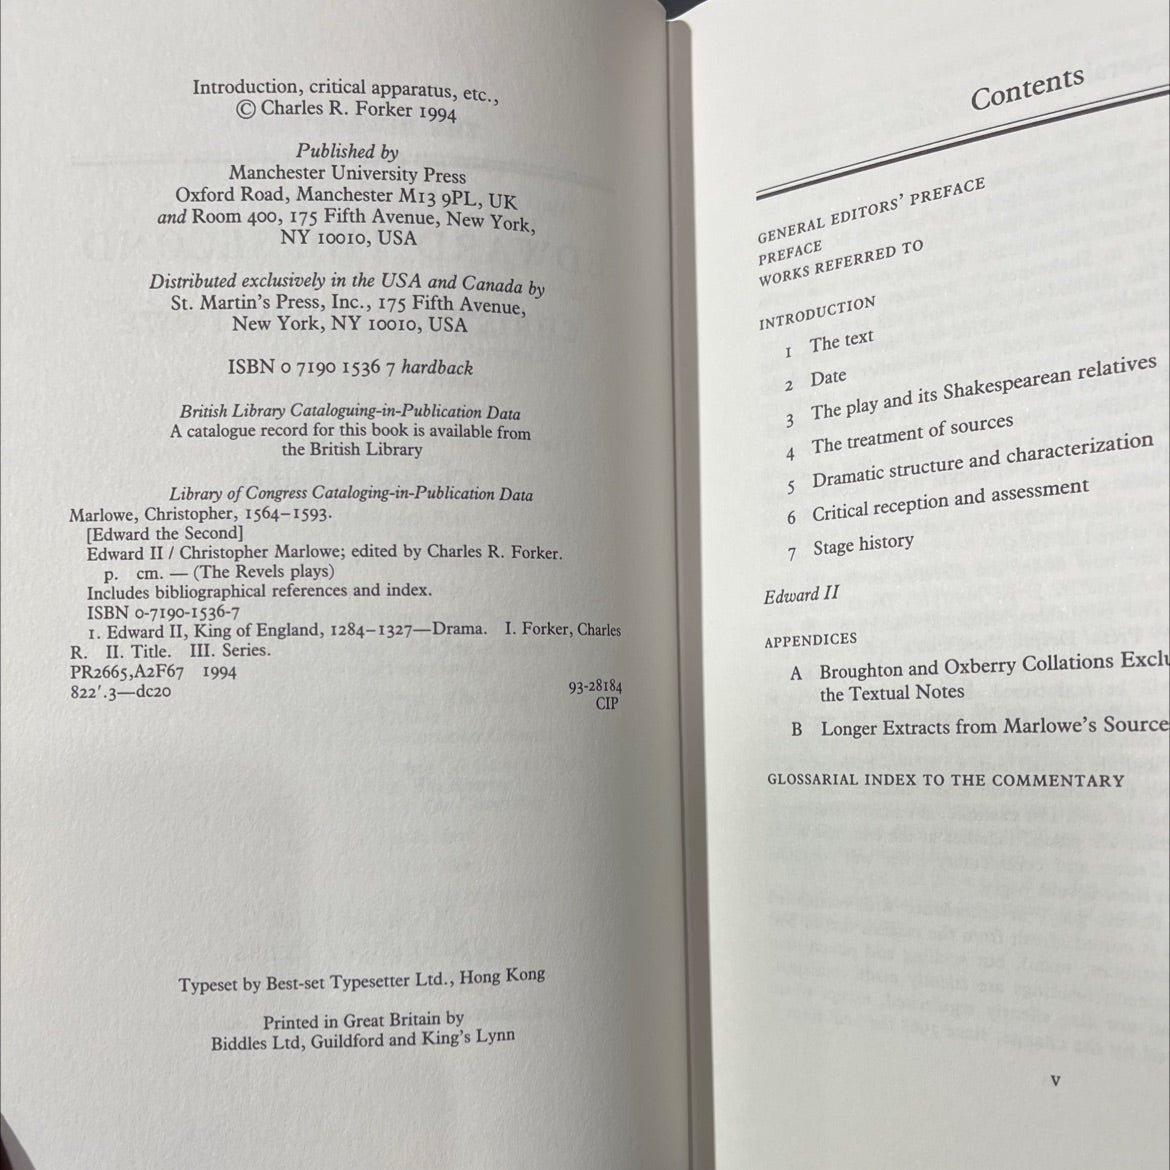 Introduction, critical apparatus, etc.,
© Charles R. Forker 1994
Published by
Manchester University Press
Oxford Road, Manchester M13 9PL, UK
and Room 400, 175 Fifth Avenue, New York,
NY 10010, USA
Distributed exclusively in the USA and Canada by
St. Martin's Press, Inc., 175 Fifth Avenue,
New York, NY 10010, USA
ISBN 0 7190 1536 7 hardback
British Library Cataloguing-in-Publication Data
A catalogue record for this book is available from
the British Library
Library of Congress Cataloging-in-Publication Data
Marlowe, Christopher, 1564–1593.
[Edward the Second]
Edward II / Christopher Marlowe; edited by Charles R. Forker.
p. cm. — (The Revels plays)
Includes bibliographical references and index.
ISBN 0-7190-1536-7
1. Edward II, King of England, 1284–1327—Drama. I. Forker, Charles
R. II. Title. III. Series.
PR2665,A2F67 1994
822'.3—dc20 93-28184
CIP
Typeset by Best-set Typesetter Ltd., Hong Kong
Printed in Great Britain by
Biddles Ltd, Guildford and King's Lynn
Contents
GENERAL EDITORS' PREFACE
PREFACE
WORKS REFERRED TO
INTRODUCTION
1 The text
2 Date
3 The play and its Shakespearean relatives
4 The treatment of sources
5 Dramatic structure and characterization
6 Critical reception and assessment
7 Stage history
Edward II
APPENDICES
A Broughton and Oxberry Collations
the Textual Notes
B Longer Extracts from Marlowe's Source
GLOSSARIAL INDEX TO THE COMMENTARY
v